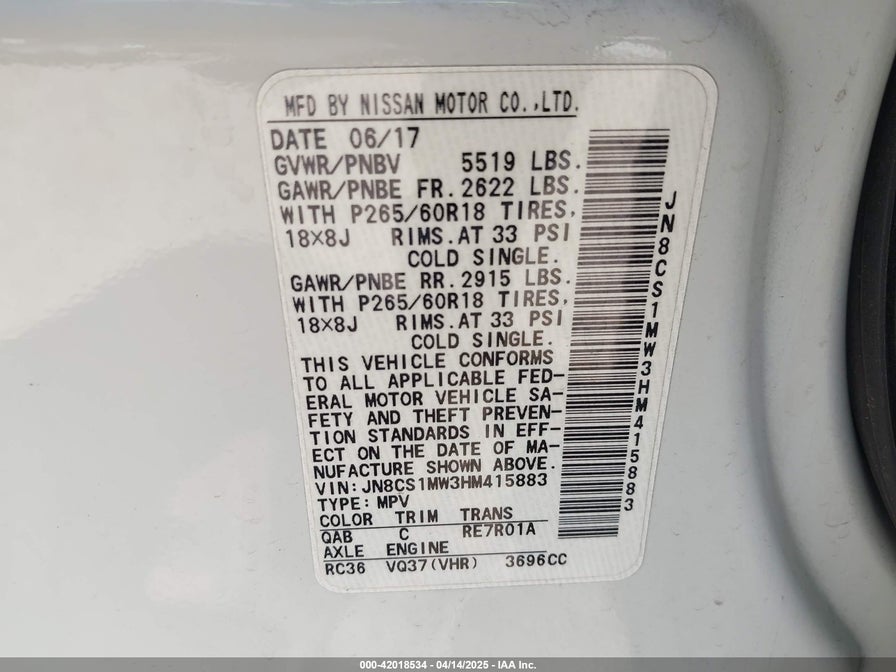 MFD BY NISSAN MOTOR CO.,LTD.
DATE 06/17
GVWR/PNBV 5519 LBS.
GAWR/PNBE FR. 2622 LBS.
WITH P265/60R18 TIRES,
18×8J RIMS.AT 33 PSI
COLD SINGLE.
GAWR/PNBE RR. 2915 LBS.
WITH P265/60R18 TIRES,
18×8J RIMS.AT 33 PSI
COLD SINGLE.
THIS VEHICLE CONFORMS
TO ALL APPLICABLE FED-
ERAL MOTOR VEHICLE SA-
FETY AND THEFT PREVEN-
TION STANDARDS IN EFF-
ECT ON THE DATE OF MA-
NUFACTURE SHOWN ABOVE.
VIN:JN8CS1MW3HM415883
TYPE:MPV
COLOR TRIM TRANS
QAB C RE7R01A
AXLE ENGINE
RC36 VQ37(VHR) 3696CC
JN8CS1MW3HM415883
000-42018534 - 04/14/2025 - IAA Inc.